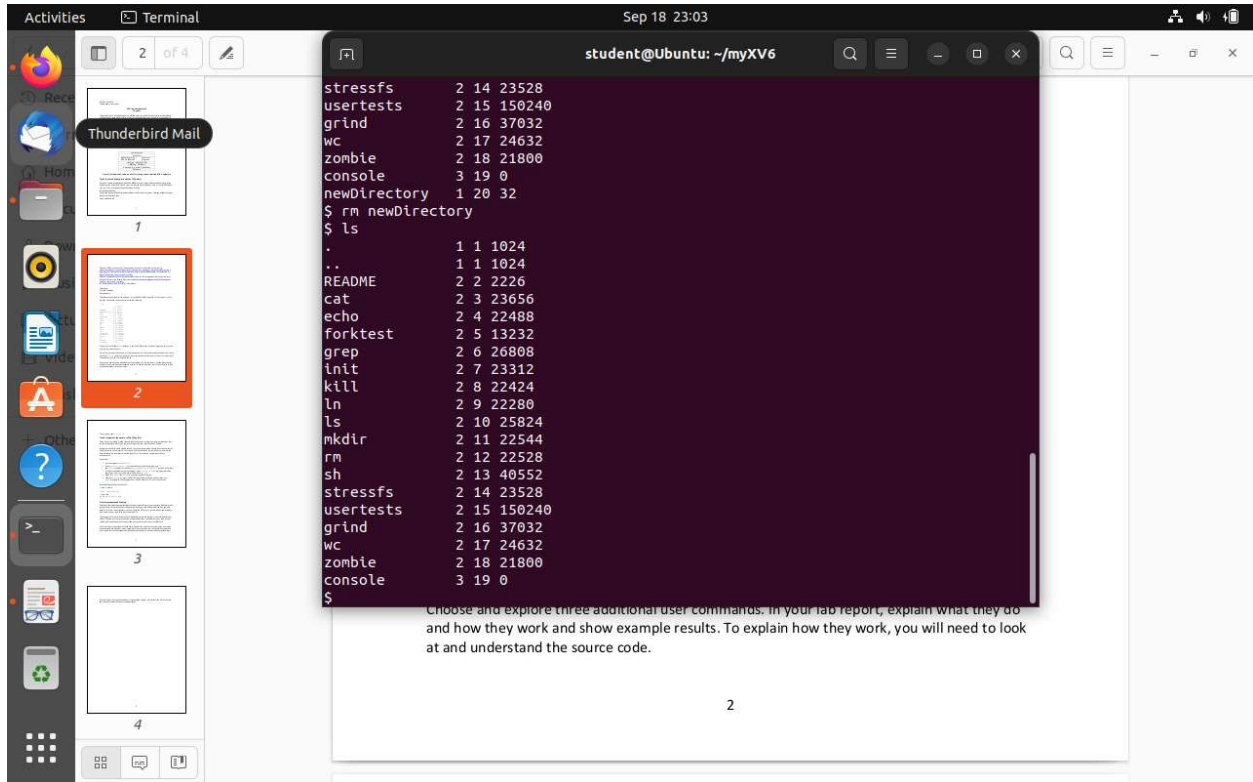 Activities Terminal Sep 18 23:03
2 of 4
student@Ubuntu: ~/myXV6
Thunderbird Mail
stressfs 2 14 23528
usertests 2 15 150240
grind 2 16 37032
wc 2 17 24632
zombie 2 18 21800
console 3 19 0
newDirectory 1 20 32
$ rm newDirectory
$ ls
. 1 1 1024
.. 1 1 1024
README 2 2 2226
cat 2 3 23656
echo 2 4 22488
forktest 2 5 13232
grep 2 6 26808
init 2 7 23312
kill 2 8 22424
ln 2 9 22280
ls 2 10 25824
mkdir 2 11 22544
rm 2 12 22528
sh 2 13 40552
stressfs 2 14 23528
usertests 2 15 150240
grind 2 16 37032
wc 2 17 24632
zombie 2 18 21800
console 3 19 0
$
1
2
3
4
Choose and explore three additional user commands. In your lab report, explain what they do
and how they work and show example results. To explain how they work, you will need to look
at and understand the source code.
2